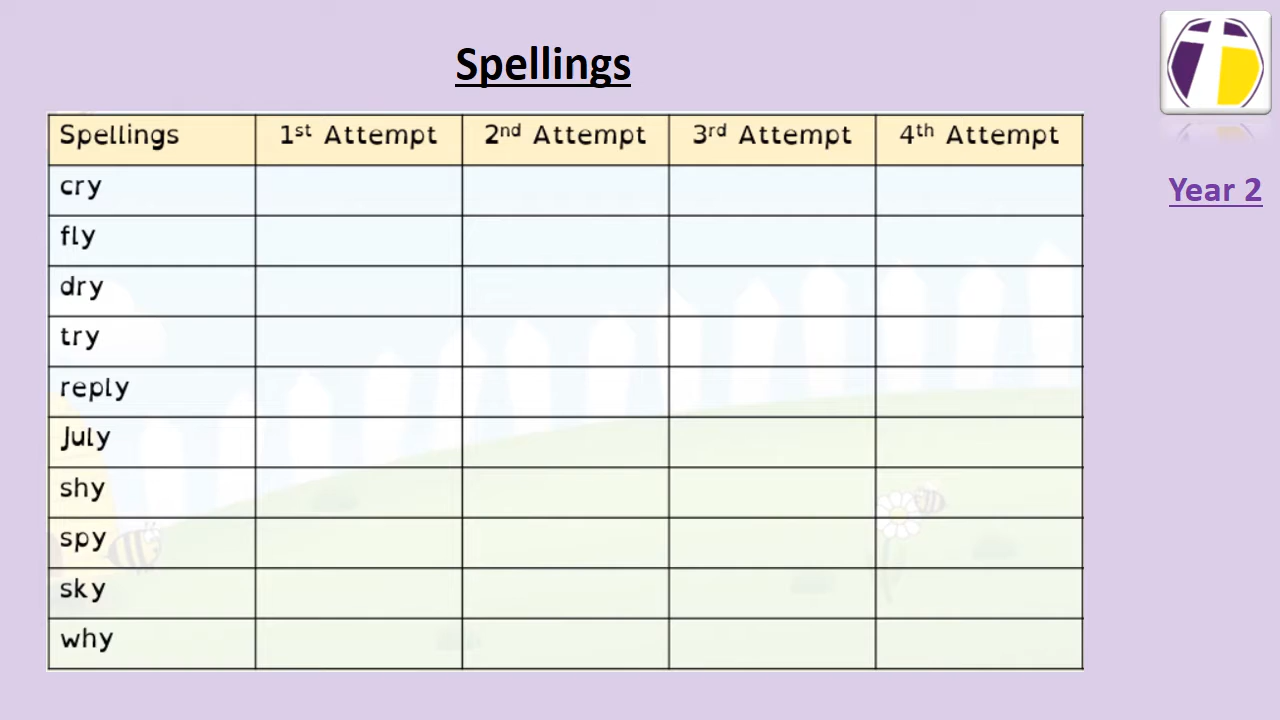 Spellings
Spellings 1st Attempt 2nd Attempt 3rd Attempt 4th Attempt
cry
fly
dry
try
reply
July
shy
spy
sky
why
Year 2